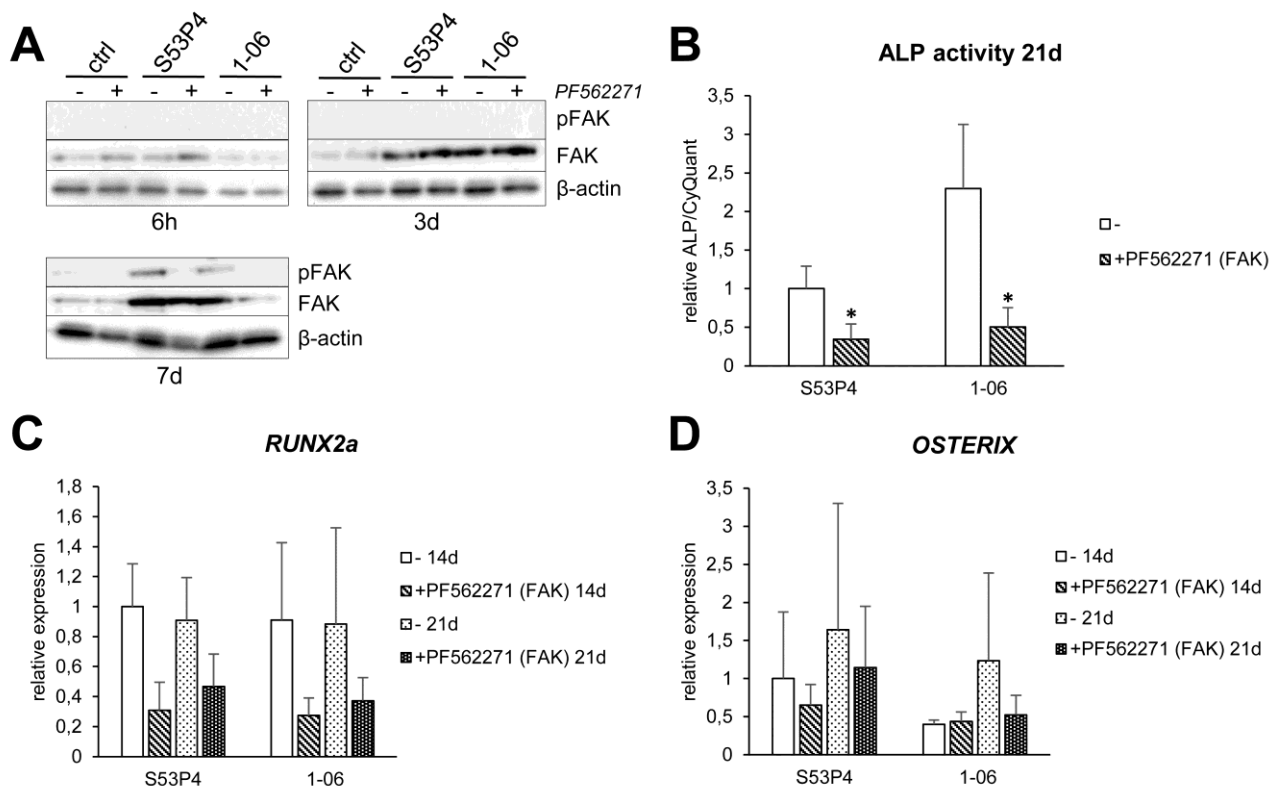 A
ctrl S53P4 1-06 ctrl S53P4 1-06
- + - + - + - + - + - + PF562271
pFAK
FAK
β-actin
6h 3d
pFAK
FAK
β-actin
7d
B
ALP activity 21d
relative ALP/CyQuant
3,5
3
2,5
2
1,5
1
0,5
0
*
*
S53P4 1-06
-
+PF562271 (FAK)
C
RUNX2a
relative expression
1,8
1,6
1,4
1,2
1
0,8
0,6
0,4
0,2
0
S53P4 1-06
- 14d
+PF562271 (FAK) 14d
- 21d
+PF562271 (FAK) 21d
D
OSTERIX
relative expression
3,5
3
2,5
2
1,5
1
0,5
0
S53P4 1-06
- 14d
+PF562271 (FAK) 14d
- 21d
+PF562271 (FAK) 21d